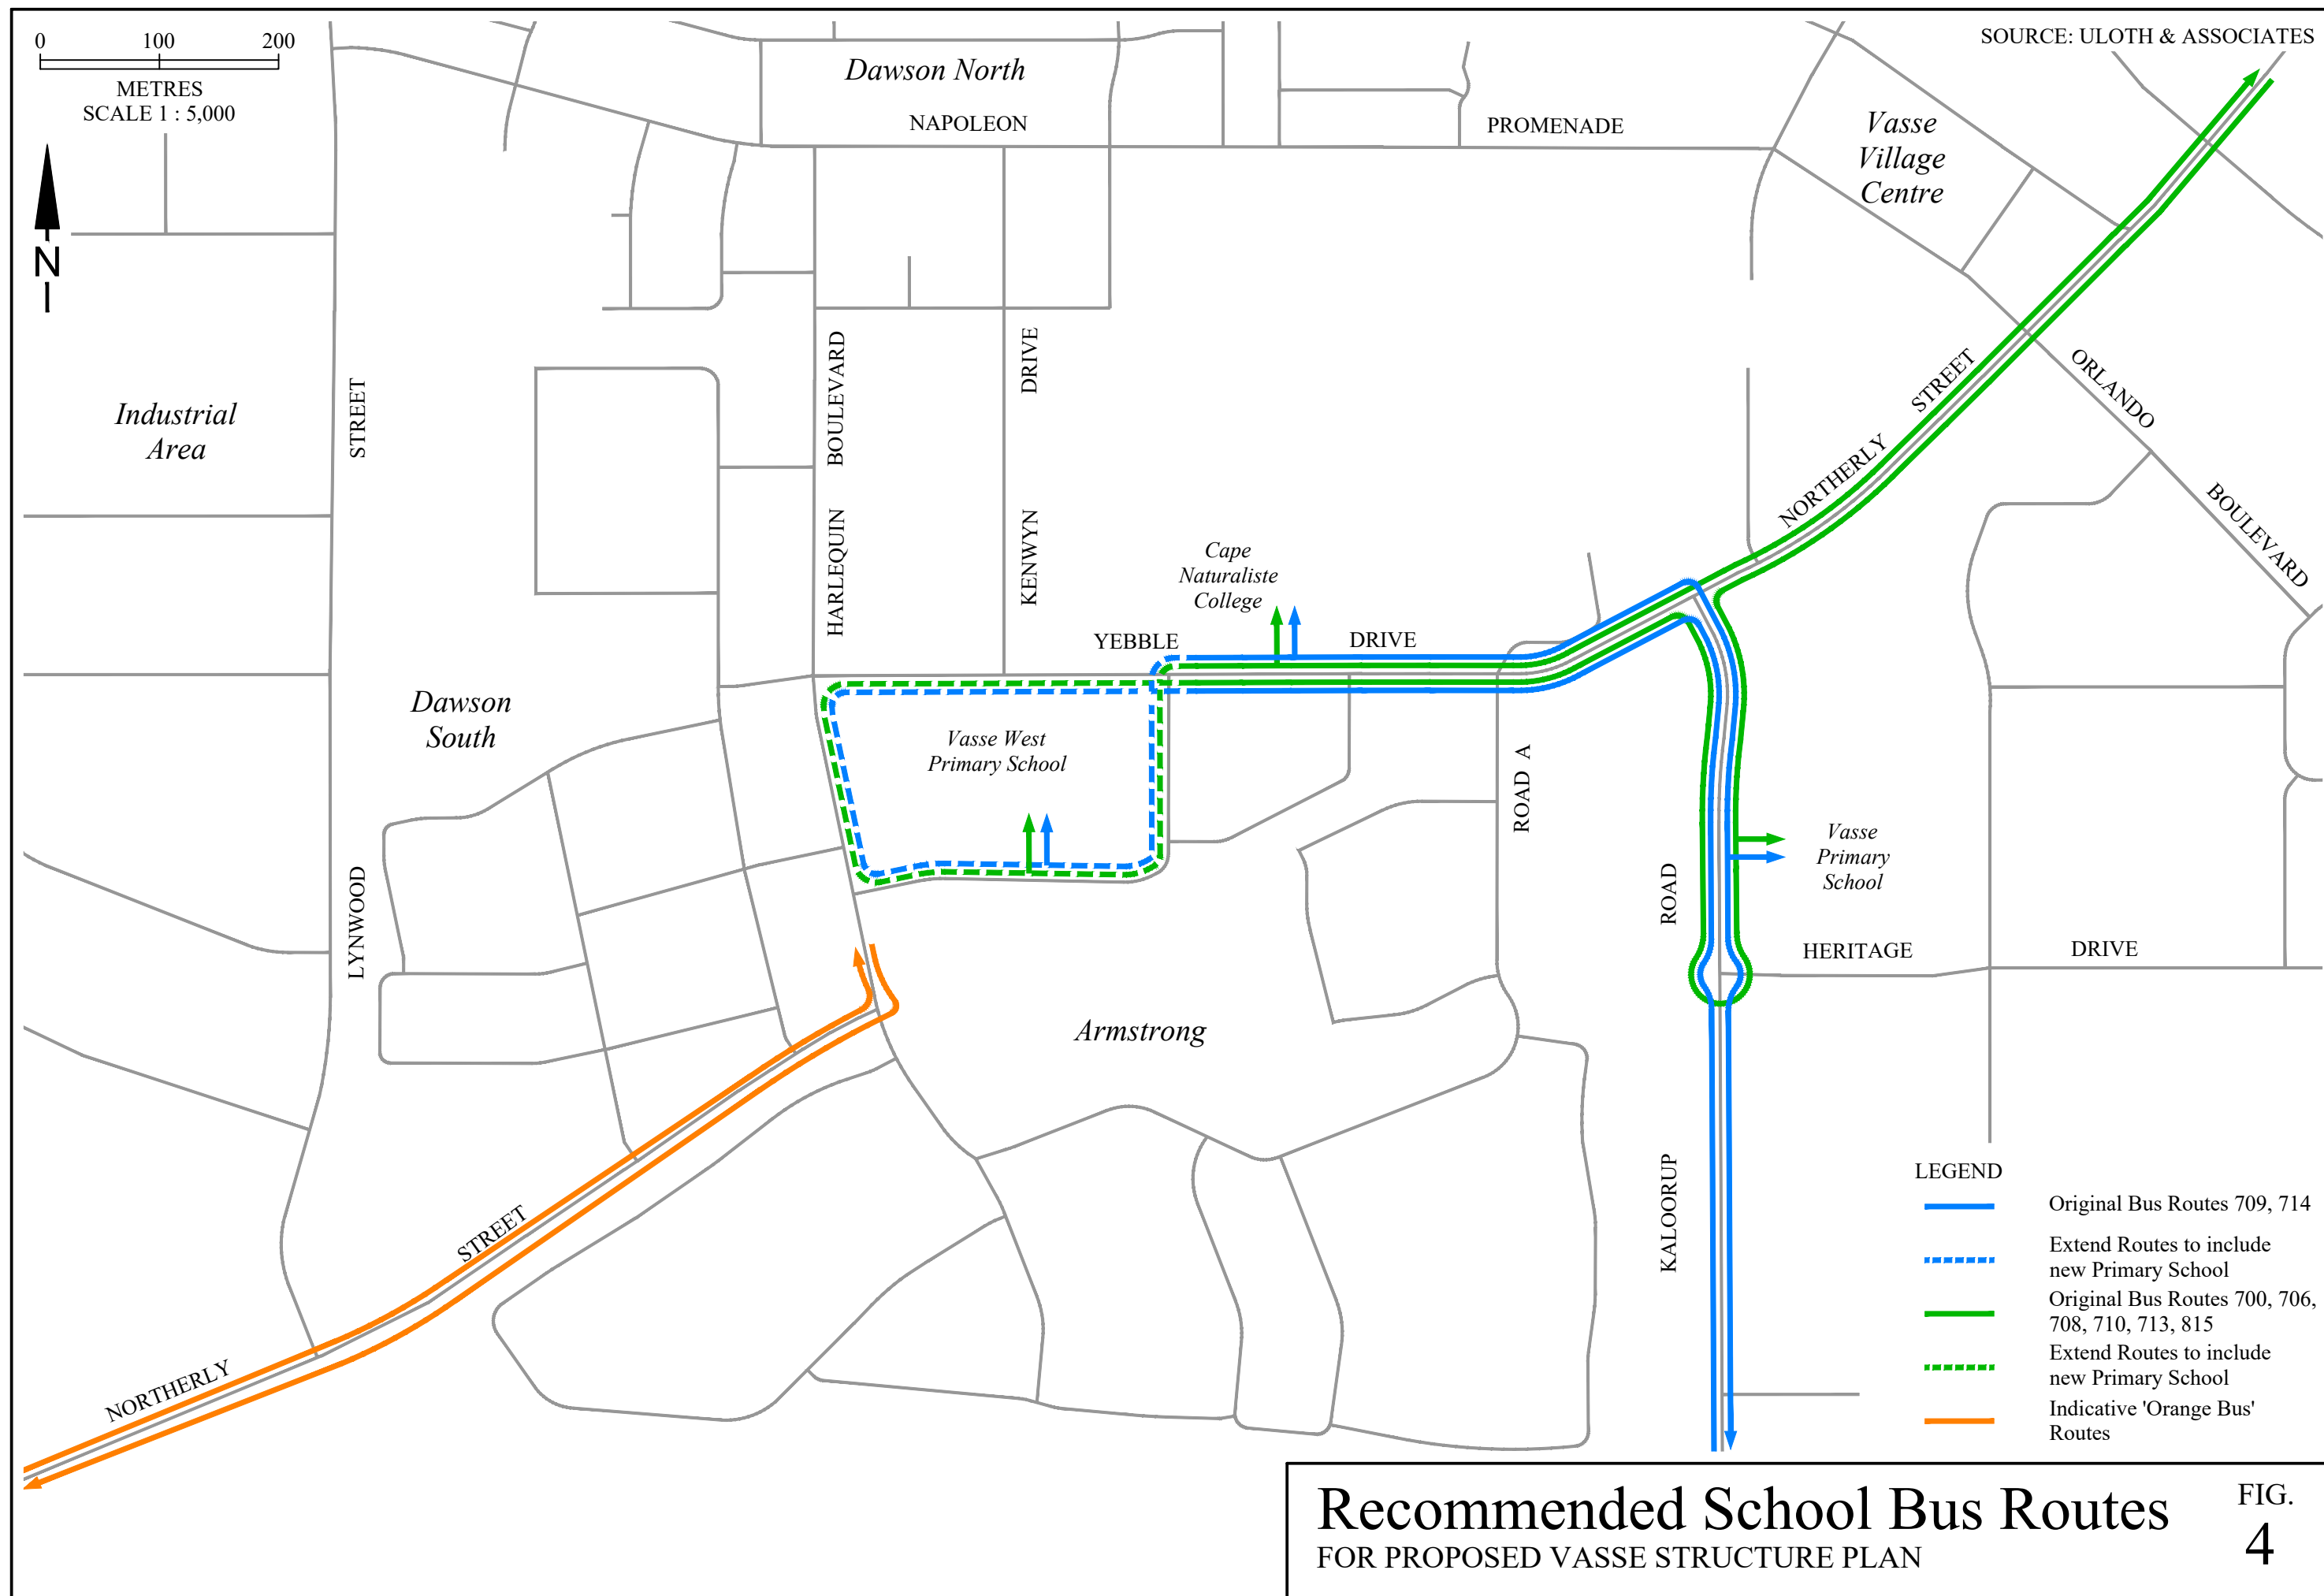 0 100 200
METRES
SCALE 1 : 5,000
SOURCE: ULOTH & ASSOCIATES
N
Dawson North
NAPOLEON
PROMENADE
Vasse
Village
Centre
Industrial
Area
STREET
BOULEVARD
DRIVE
STREET
ORLANDO
NORTHERLY
BOULEVARD
HARLEQUIN
KENWYN
Cape
Naturaliste
College
YEBBLE
DRIVE
Dawson
South
Vasse West
Primary School
ROAD A
Vasse
Primary
School
LYNWOOD
ROAD
HERITAGE
DRIVE
Armstrong
STREET
KALOORUP
NORTHERLY
LEGEND
Original Bus Routes 709, 714
Extend Routes to include
new Primary School
Original Bus Routes 700, 706,
708, 710, 713, 815
Extend Routes to include
new Primary School
Indicative 'Orange Bus'
Routes
Recommended School Bus Routes
FOR PROPOSED VASSE STRUCTURE PLAN
FIG.
4